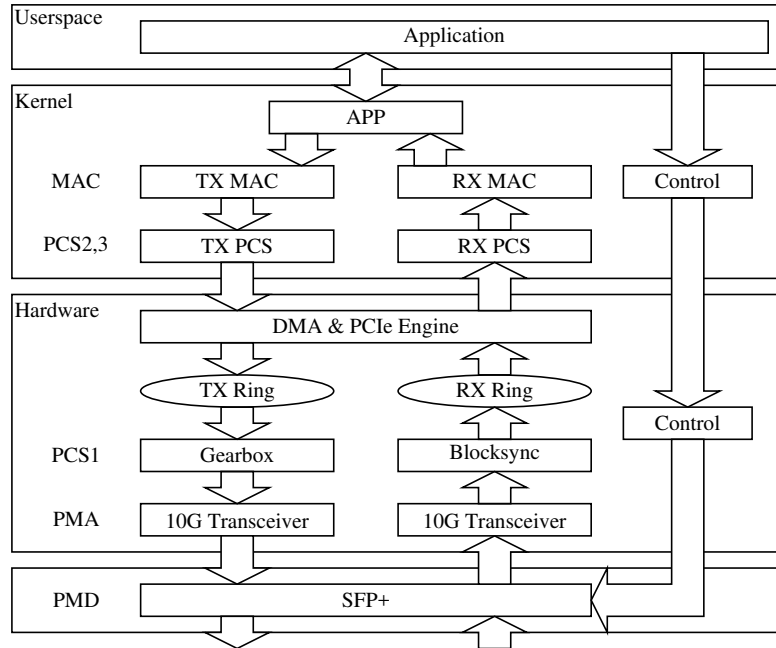 Userspace
Application
Kernel
APP
MAC
TX MAC
RX MAC
Control
PCS2,3
TX PCS
RX PCS
Hardware
DMA & PCIe Engine
TX Ring
RX Ring
Control
PCS1
Gearbox
Blocksync
PMA
10G Transceiver
10G Transceiver
PMD
SFP+